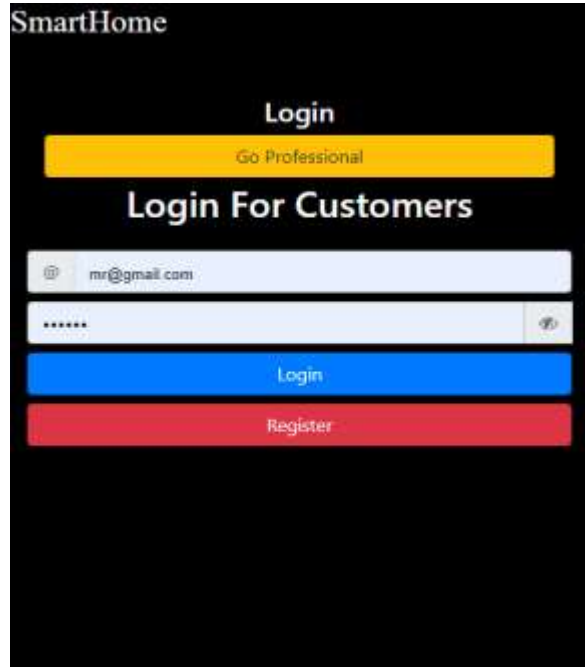 SmartHome
Login
Go Professional
Login For Customers
@ mr@gmail.com
••••••
Login
Register